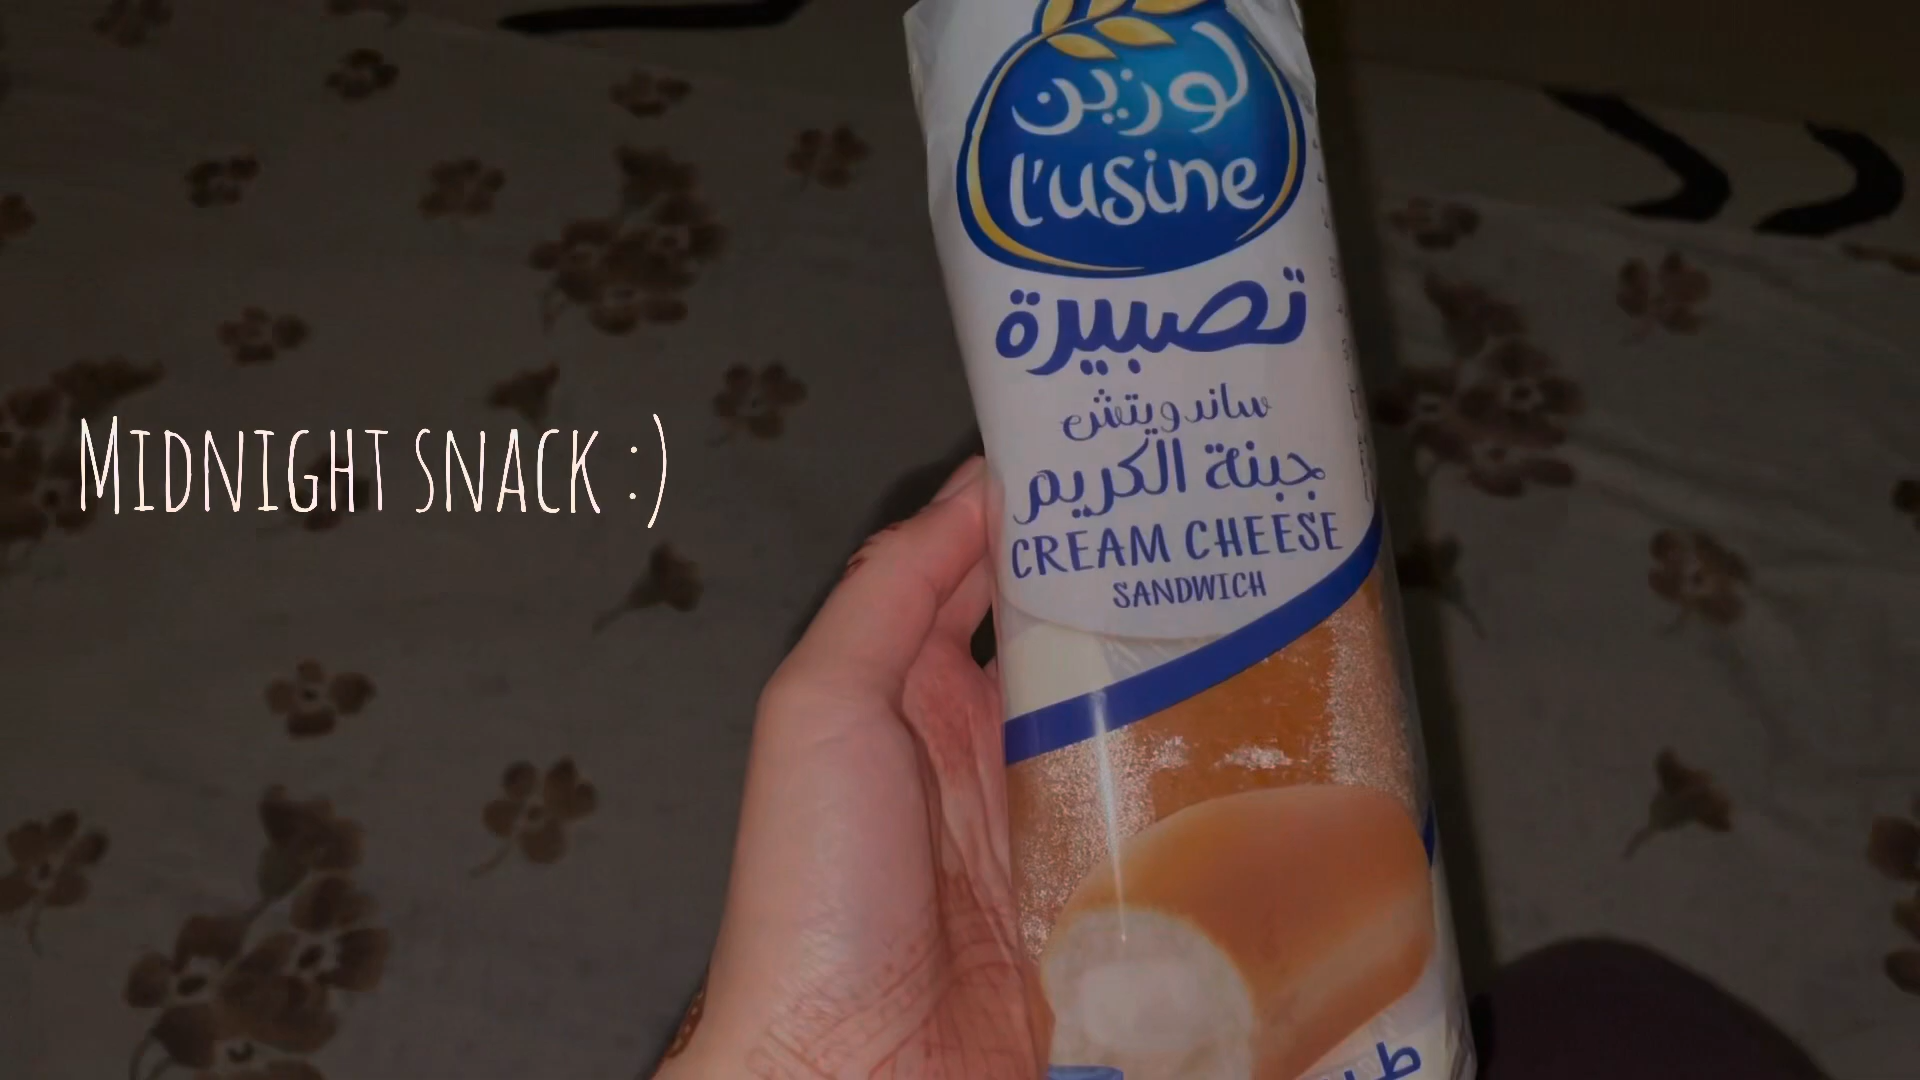 لوزين
l'usine
تصبيرة
ساندويتش
جبنة الكريم
CREAM CHEESE
SANDWICH
MIDNIGHT SNACK :)